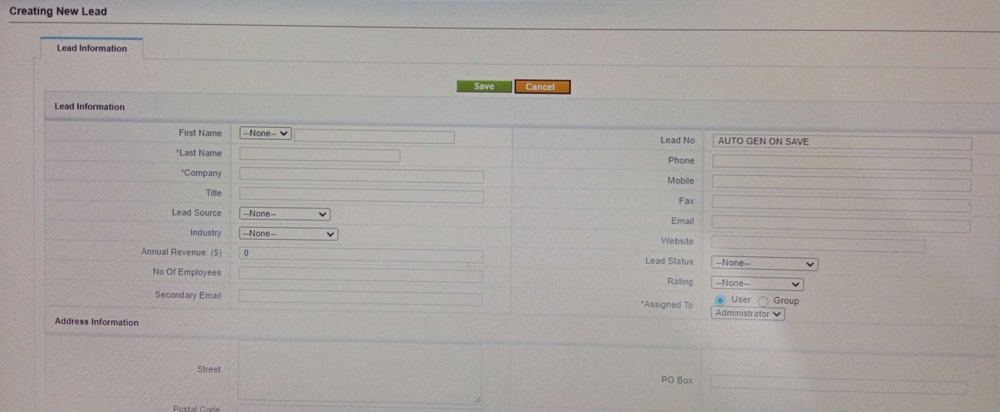 Creating New Lead
Lead Information
Save Cancel
Lead Information
First Name --None--
*Last Name
*Company
Title
Lead Source --None--
Industry --None--
Annual Revenue: ($) 0
No Of Employees
Secondary Email
Lead No AUTO GEN ON SAVE
Phone
Mobile
Fax
Email
Website
Lead Status --None--
Rating --None--
*Assigned To User Group
Administrator
Address Information
Street
PO Box
Postal Code